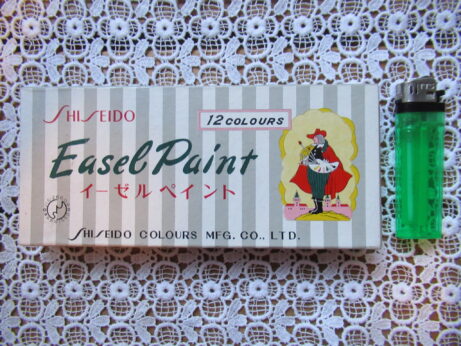 SHISEIDO
12 COLOURS
Easel Paint
イーゼルペイント
SHISEIDO COLOURS MFG. CO., LTD.